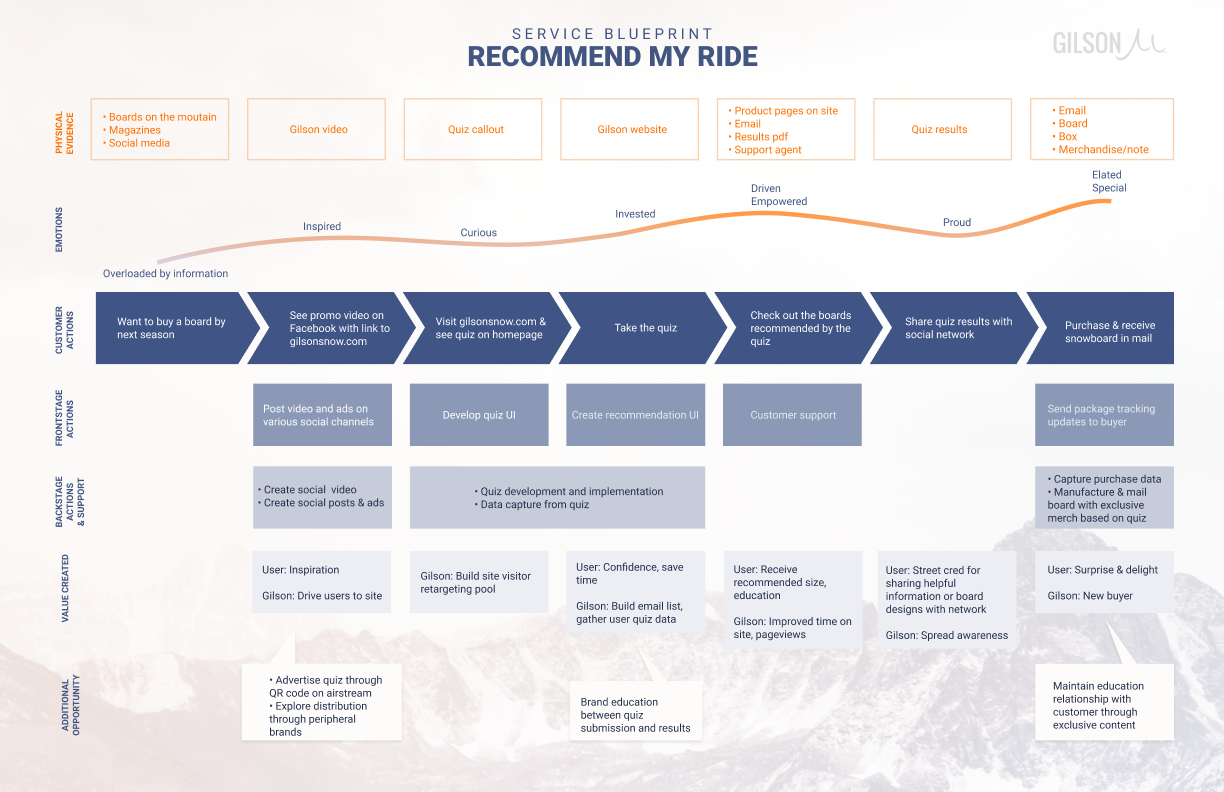 SERVICE BLUEPRINT
RECOMMEND MY RIDE
GILSON
PHYSICAL
EVIDENCE
• Boards on the moutain
• Magazines
• Social media
Gilson video
Quiz callout
Gilson website
• Product pages on site
• Email
• Results pdf
• Support agent
Quiz results
• Email
• Board
• Box
• Merchandise/note
EMOTIONS
Overloaded by information
Inspired
Curious
Invested
Driven
Empowered
Proud
Elated
Special
CUSTOMER
ACTIONS
Want to buy a board by
next season
See promo video on
Facebook with link to
gilsonsnow.com
Visit gilsonsnow.com &
see quiz on homepage
Take the quiz
Check out the boards
recommended by the
quiz
Share quiz results with
social network
Purchase & receive
snowboard in mail
FRONTSTAGE
ACTIONS
Post video and ads on
various social channels
Develop quiz UI
Create recommendation UI
Customer support
Send package tracking
updates to buyer
BACKSTAGE
ACTIONS
& SUPPORT
• Create social video
• Create social posts & ads
• Quiz development and implementation
• Data capture from quiz
• Capture purchase data
• Manufacture & mail
board with exclusive
merch based on quiz
VALUE CREATED
User: Inspiration
Gilson: Drive users to site
Gilson: Build site visitor
retargeting pool
User: Confidence, save
time
Gilson: Build email list,
gather user quiz data
User: Receive
recommended size,
education
Gilson: Improved time on
site, pageviews
User: Street cred for
sharing helpful
information or board
designs with network
Gilson: Spread awareness
User: Surprise & delight
Gilson: New buyer
ADDITIONAL
OPPORTUNITY
• Advertise quiz through
QR code on airstream
• Explore distribution
through peripheral
brands
Brand education
between quiz
submission and results
Maintain education
relationship with
customer through
exclusive content